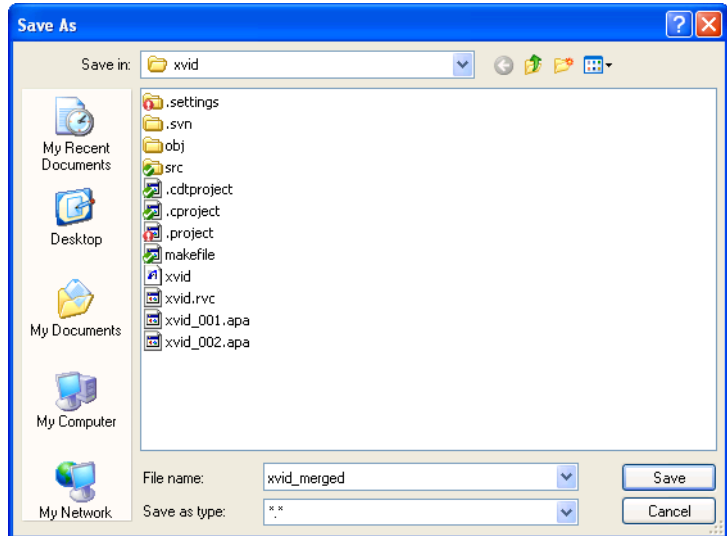 Save As
Save in: xvid
My Recent
Documents
Desktop
My Documents
My Computer
My Network
.settings
.svn
obj
src
.cdtproject
.cproject
.project
makefile
xvid
xvid.rvc
xvid_001.apa
xvid_002.apa
File name: xvid_merged Save
Save as type: *.* Cancel